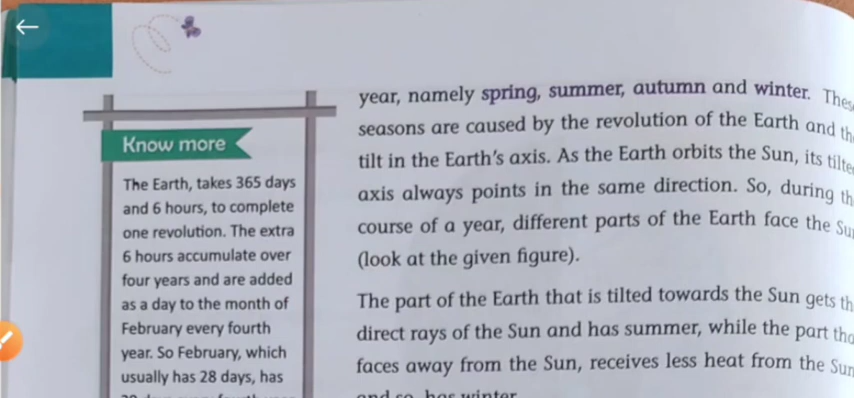 Know more
The Earth, takes 365 days
and 6 hours, to complete
one revolution. The extra
6 hours accumulate over
four years and are added
as a day to the month of
February every fourth
year. So February, which
usually has 28 days, has
year, namely spring, summer, autumn and winter.
seasons are caused by the revolution of the Earth and
tilt in the Earth's axis. As the Earth orbits the Sun, its
axis always points in the same direction. So, during
course of a year, different parts of the Earth face the
(look at the given figure).
The part of the Earth that is tilted towards the Sun gets
direct rays of the Sun and has summer, while the part
faces away from the Sun, receives less heat from the Sun
and so, has winter